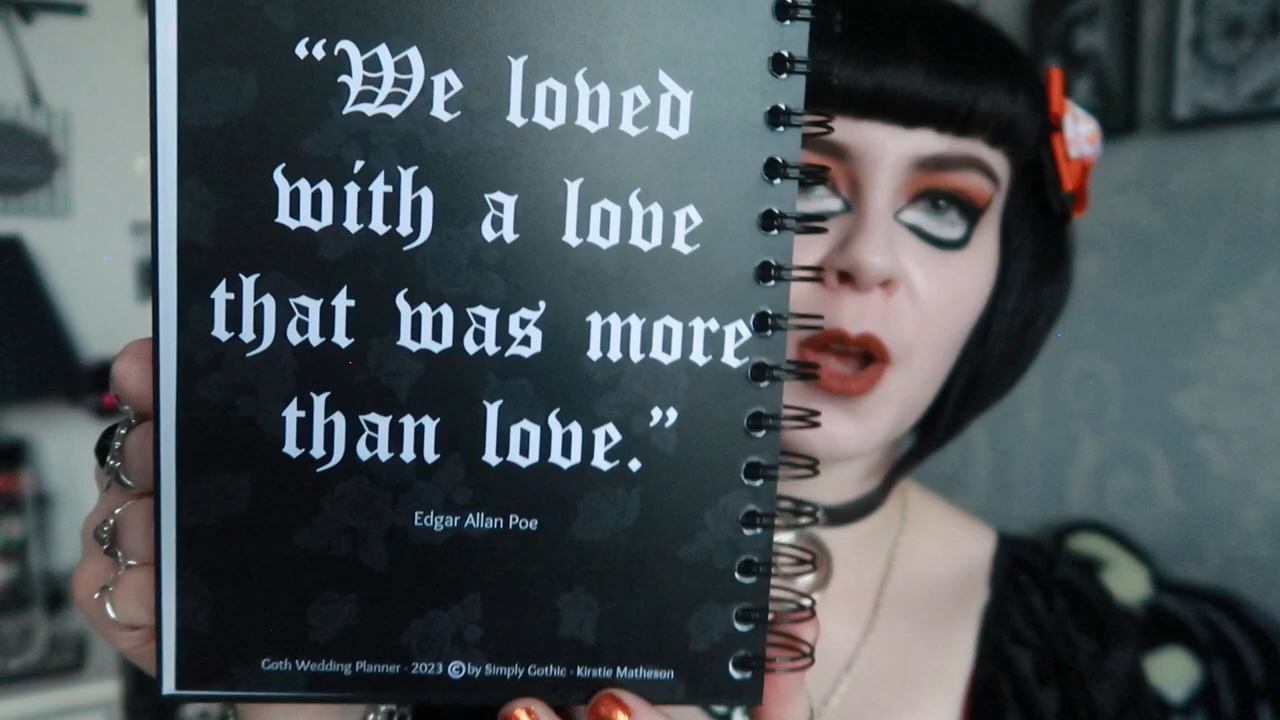 “We loved
with a love
that was more
than love.”
Edgar Allan Poe
Goth Wedding Planner · 2023 © by Simply Gothic · Kirstie Matheson